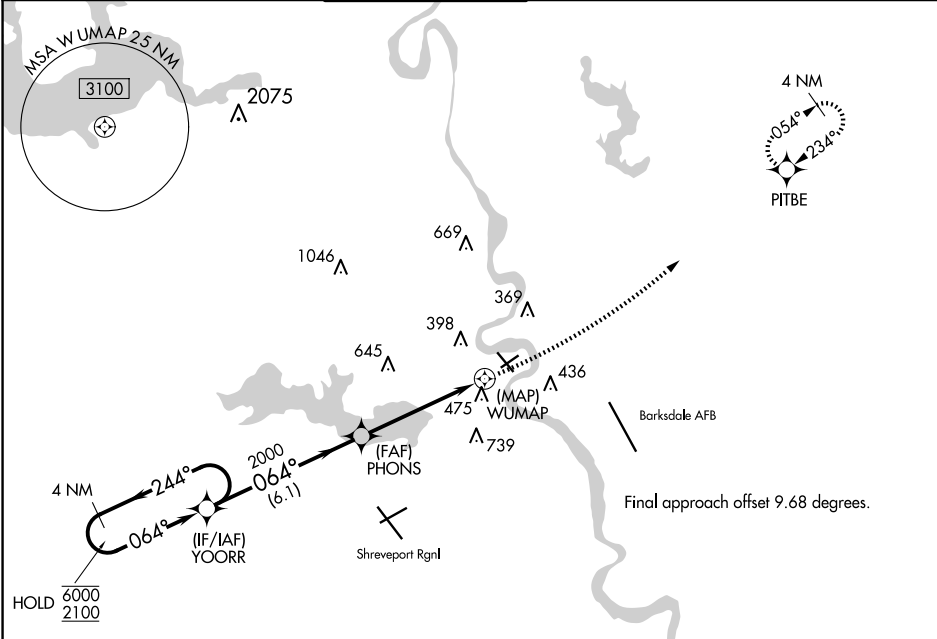 MSA WUMAP 25 NM
3100
2075
4 NM
054°
234°
PITBE
669
1046
369
398
645
436
(MAP)
WUMAP
475
739
Barksdale AFB
(FAF)
PHONS
2000
064°
(6.1)
244°
4 NM
064°
(IF/IAF)
YOORR
Final approach offset 9.68 degrees.
Shreveport Rgnl
HOLD 6000
2100